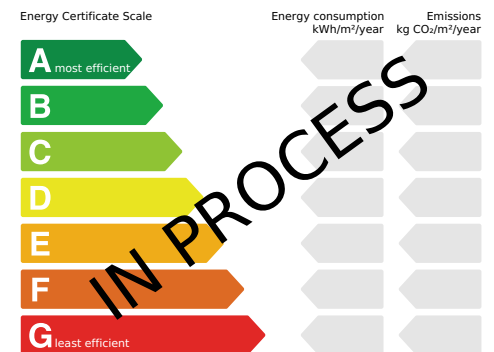 Energy Certificate Scale
Energy consumption
kWh/m²/year
Emissions
kg CO₂/m²/year
A most efficient
B
C
D
E
F
G least efficient
IN PROCESS